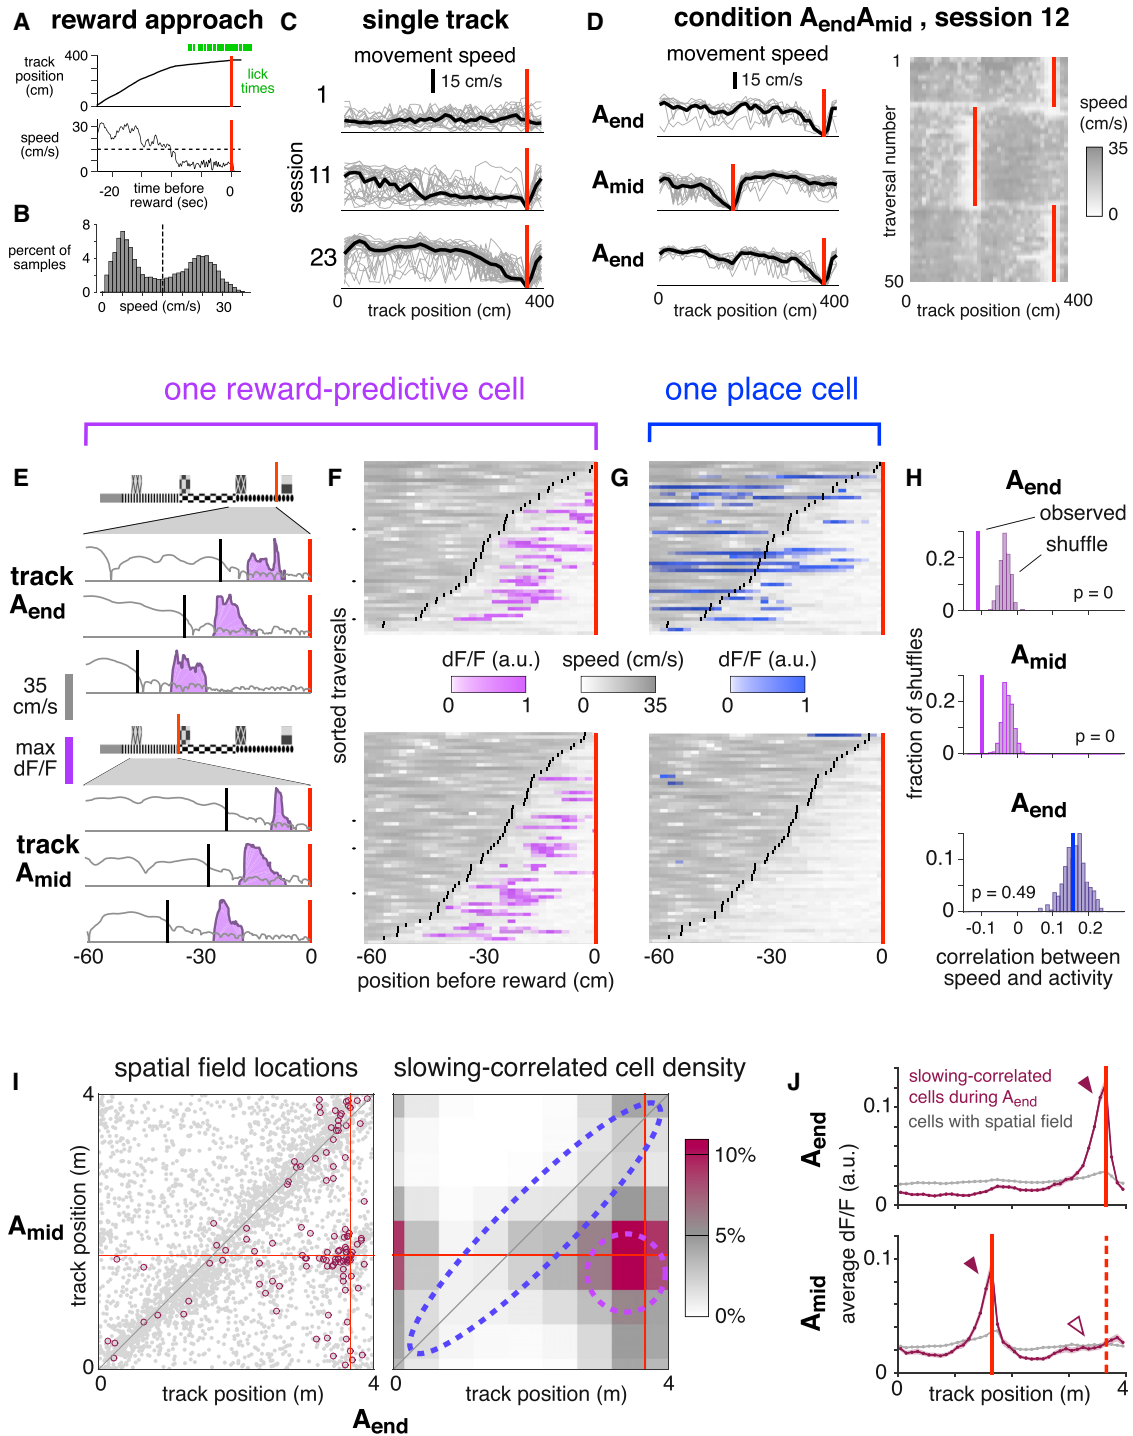 A reward approach
400
track
position
(cm)
0
lick
times
30
speed
(cm/s)
0
-20 time before 0
reward (sec)
B
8
percent of
samples
4
0
0 speed (cm/s) 30
C single track
movement speed
15 cm/s
session
1
11
23
0 400
track position (cm)
D condition AendAmid , session 12
movement speed
15 cm/s
Aend
Amid
Aend
0 400
track position (cm)
traversal number
1
50
0 400
track position (cm)
speed
(cm/s)
35
0
one reward-predictive cell
one place cell
E
track
Aend
35
cm/s
max
dF/F
track
Amid
-60 -30 0
F
sorted traversals
dF/F (a.u.)
0 1
speed (cm/s)
0 35
dF/F (a.u.)
0 1
-30 0
position before reward (cm)
G
-60 -30 0
H
Aend
observed
shuffle
0.2
0
p = 0
Amid
fraction of shuffles
0.2
0
p = 0
Aend
0.1
0
p = 0.49
-0.1 0 0.2
correlation between
speed and activity
I spatial field locations
4
Amid
track position (m)
0
0 4
track position (m)
slowing-correlated cell density
0 4
track position (m)
Aend
10%
5%
0%
J
slowing-correlated
cells during Aend
cells with spatial field
Aend
0.1
0
average dF/F (a.u.)
Amid
0.1
0
0 4
track position (m)